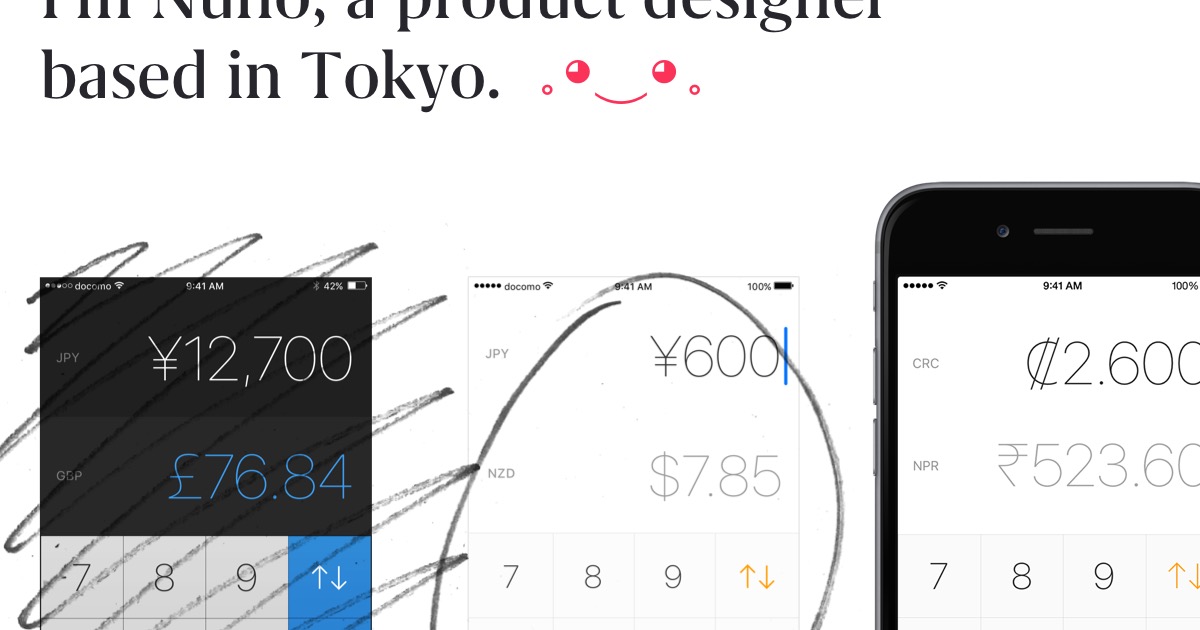 I'm Nuno, a product designer
based in Tokyo.
docomo 9:41 AM 42%
JPY ¥12,700
GBP £76.84
7 8 9 ↑↓
docomo 9:41 AM 100%
JPY ¥600
NZD $7.85
7 8 9 ↑↓
9:41 AM 100%
CRC ₡2.600
NPR ₹523.60
7 8 9 ↑↓